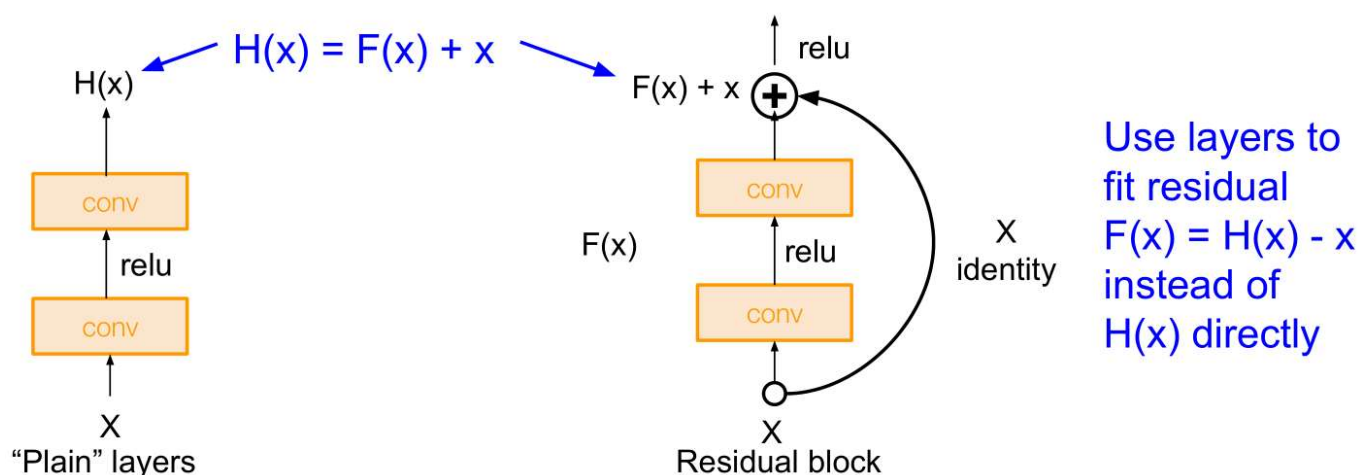 H(x) = F(x) + x
H(x)
conv
relu
conv
X
“Plain” layers
relu
F(x) + x
+
conv
F(x)
relu
conv
X
identity
X
Residual block
Use layers to
fit residual
F(x) = H(x) - x
instead of
H(x) directly